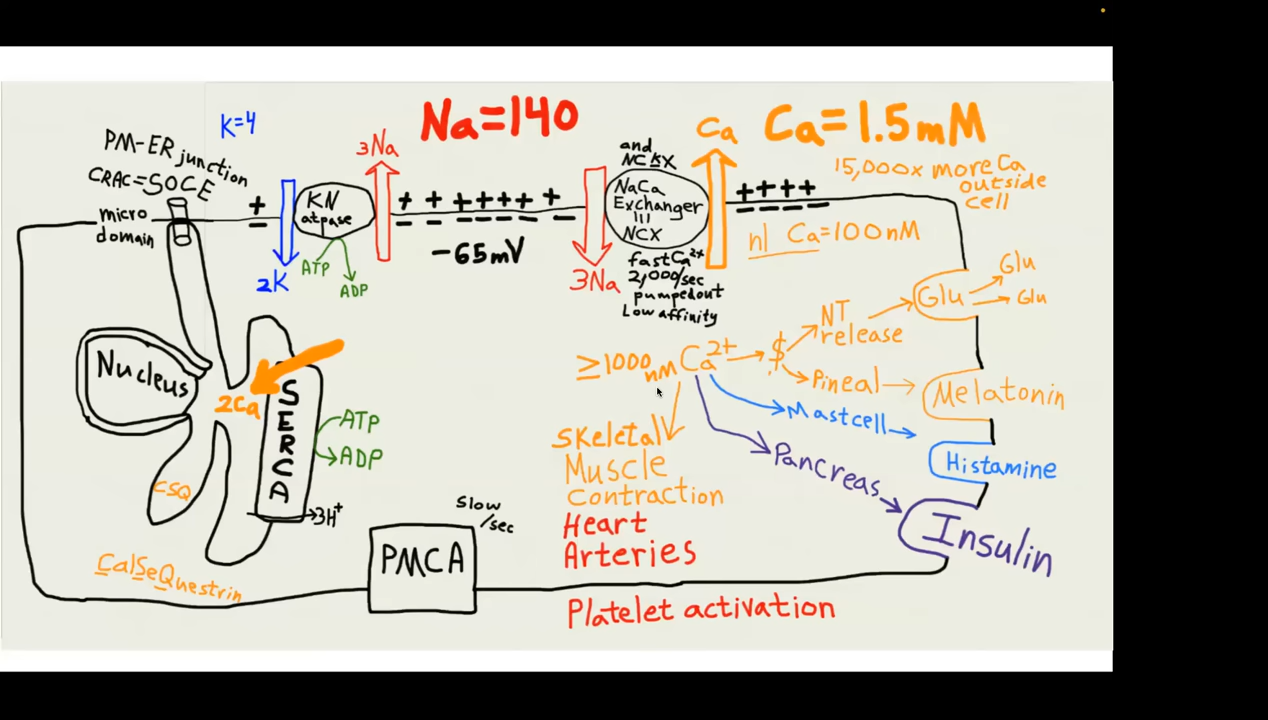 K=4
Na=140
Ca
Ca=1.5mM
PM-ER junction
CRAC=SOCE
3Na
and
NCKX
15,000x more Ca
outside
cell
micro
domain
+
KN
atpase
+ + ++++ +
NaCa
Exchanger
NCX
++++
-65mV
n| Ca=100nM
2K
ATP
ADP
3Na
fast Ca2+
2,000/sec
pumped out
Low affinity
Glu
Glu
Glu
NT
release
≥1000nM Ca2+
$
Pineal
Melatonin
Nucleus
2Ca
SERCA
ATP
ADP
Mast cell
Histamine
Skeletal
Muscle
Contraction
Pancreas
Insulin
CSQ
3H+
Slow
/sec
PMCA
Heart
Arteries
CalSeQuestrin
Platelet activation